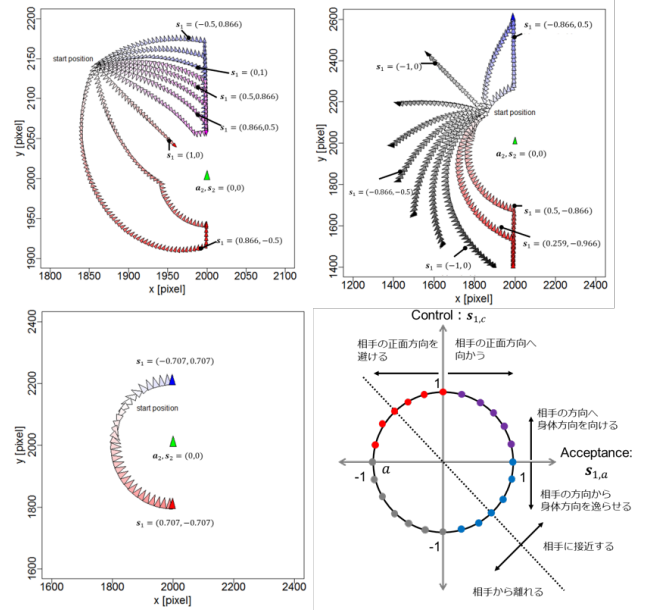 2200
2150
2100
2050
2000
1950
1900
y [pixel]
1800
1900
2000
2100
x [pixel]
start position
s₁ = (−0.5, 0.866)
s₁ = (0,1)
s₁ = (0.5,0.866)
s₁ = (0.866,0.5)
s₁ = (1,0)
a₂, s₂ = (0,0)
s₁ = (0.866, −0.5)
2600
2400
2200
2000
1800
1600
1400
y [pixel]
1200
1400
1600
1800
2000
2200
2400
x [pixel]
s₁ = (−0.866, 0.5)
s₁ = (−1,0)
start position
a₂, s₂ = (0,0)
s₁ = (−0.866, −0.5)
s₁ = (0.5, −0.866)
s₁ = (0.259, −0.966)
s₁ = (−1,0)
2400
2200
2000
1800
1600
y [pixel]
1600
1800
2000
2200
2400
x [pixel]
s₁ = (−0.707, 0.707)
start position
a₂, s₂ = (0,0)
s₁ = (0.707, −0.707)
Control : s₁,c
相手の正面方向を
避ける
相手の正面方向へ
向かう
1
相手の方向へ
身体方向を向ける
Acceptance:
s₁,a
-1
a
1
相手の方向から
身体方向を逸らせる
-1
相手に接近する
相手から離れる